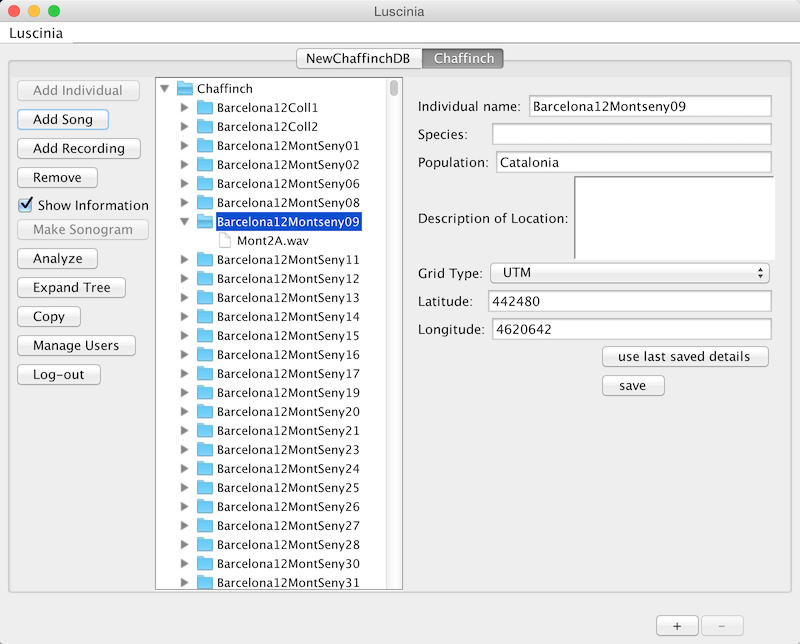 Luscinia
Luscinia
NewChaffinchDB
Chaffinch
Add Individual
Add Song
Add Recording
Remove
Show Information
Make Sonogram
Analyze
Expand Tree
Copy
Manage Users
Log-out
Chaffinch
Barcelona12Coll1
Barcelona12Coll2
Barcelona12MontSeny01
Barcelona12MontSeny02
Barcelona12MontSeny06
Barcelona12MontSeny08
Barcelona12Montseny09
Mont2A.wav
Barcelona12MontSeny11
Barcelona12MontSeny12
Barcelona12MontSeny13
Barcelona12MontSeny14
Barcelona12MontSeny15
Barcelona12MontSeny16
Barcelona12MontSeny17
Barcelona12MontSeny19
Barcelona12MontSeny20
Barcelona12MontSeny21
Barcelona12MontSeny23
Barcelona12MontSeny24
Barcelona12MontSeny25
Barcelona12MontSeny26
Barcelona12MontSeny27
Barcelona12MontSeny28
Barcelona12MontSeny30
Barcelona12MontSeny31
Individual name: Barcelona12Montseny09
Species:
Population: Catalonia
Description of Location:
Grid Type: UTM
Latitude: 442480
Longitude: 4620642
use last saved details
save
+ -